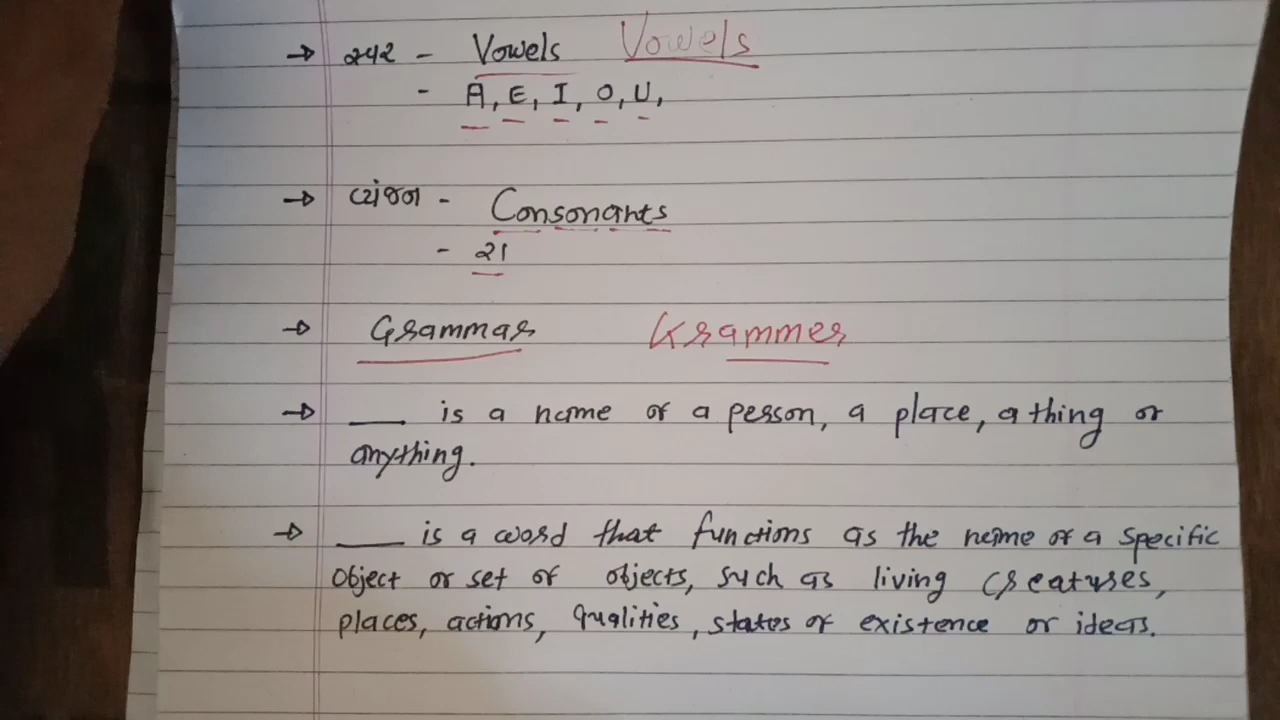 → સ્વર - Vowels Vowels
- A, E, I, O, U,
→ વ્યંજન - Consonants
- 21
→ Grammar Krammer
→ ___ is a name of a person, a place, a thing or
anything.
→ ___ is a word that functions as the name of a specific
object or set of objects, such as living creatures,
places, actions, qualities, states of existence or ideas.